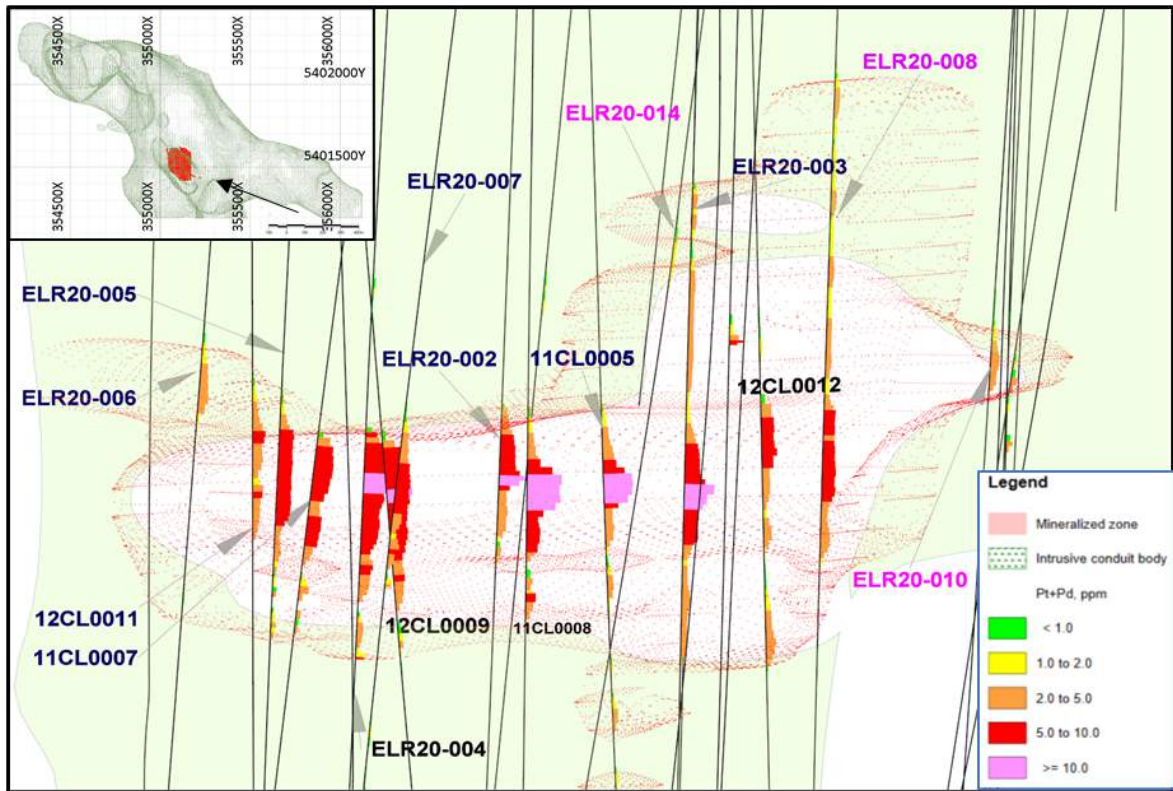 354500X
355000X
355500X
356000X
5402000Y
5401500Y
354500X
355000X
355500X
356000X
ELR20-008
ELR20-014
ELR20-003
ELR20-007
ELR20-005
ELR20-002
11CL0005
ELR20-006
12CL0012
12CL0011
11CL0007
12CL0009
11CL0008
ELR20-010
ELR20-004
Legend
Mineralized zone
Intrusive conduit body
Pt+Pd, ppm
< 1.0
1.0 to 2.0
2.0 to 5.0
5.0 to 10.0
>= 10.0